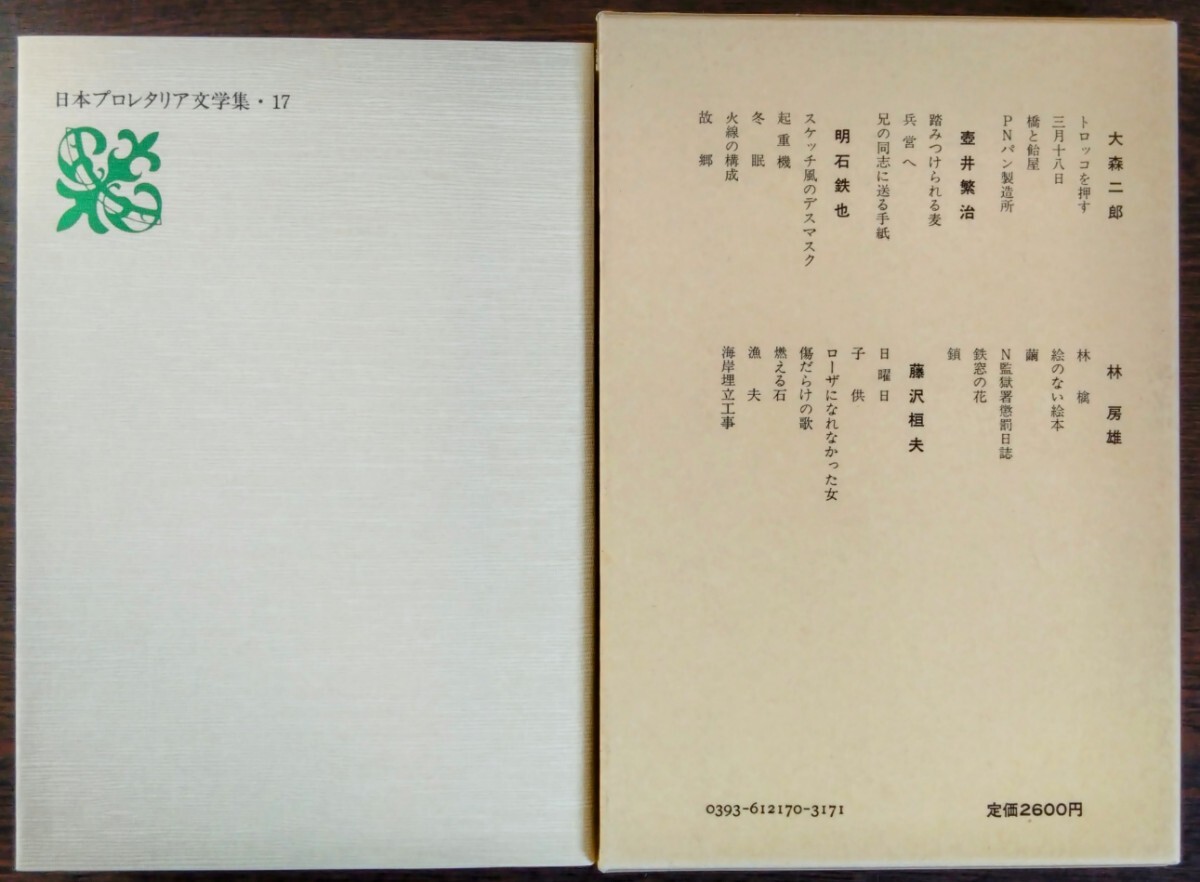 日本プロレタリア文学集・17
大森二郎
トロッコを押す
三月十八日
橋と飴屋
PNパン製造所
壺井繁治
踏みつけられる麦
兵営へ
兄の同志に送る手紙
明石鉄也
スケッチ風のデスマスク
起重機
冬眠
火線の構成
故郷
林房雄
林檎
絵のない絵本
繭
N監獄署懲罰日誌
鉄窓の花
鎖
藤沢桓夫
日曜日
子供
ローザになれなかった女
傷だらけの歌
燃える石
漁夫
海岸埋立工事
0393-612170-3171
定価2600円